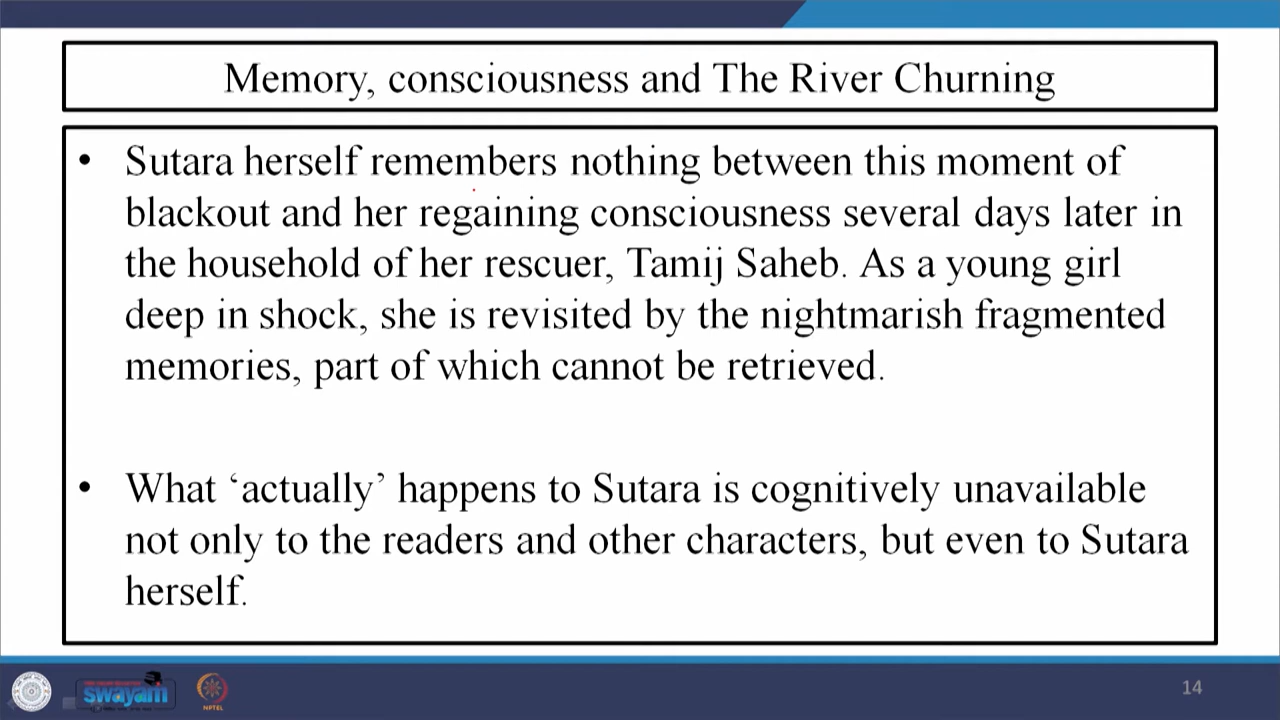 Memory, consciousness and The River Churning
• Sutara herself remembers nothing between this moment of
blackout and her regaining consciousness several days later in
the household of her rescuer, Tamij Saheb. As a young girl
deep in shock, she is revisited by the nightmarish fragmented
memories, part of which cannot be retrieved.
• What ‘actually’ happens to Sutara is cognitively unavailable
not only to the readers and other characters, but even to Sutara
herself.
swayam
NPTEL
14